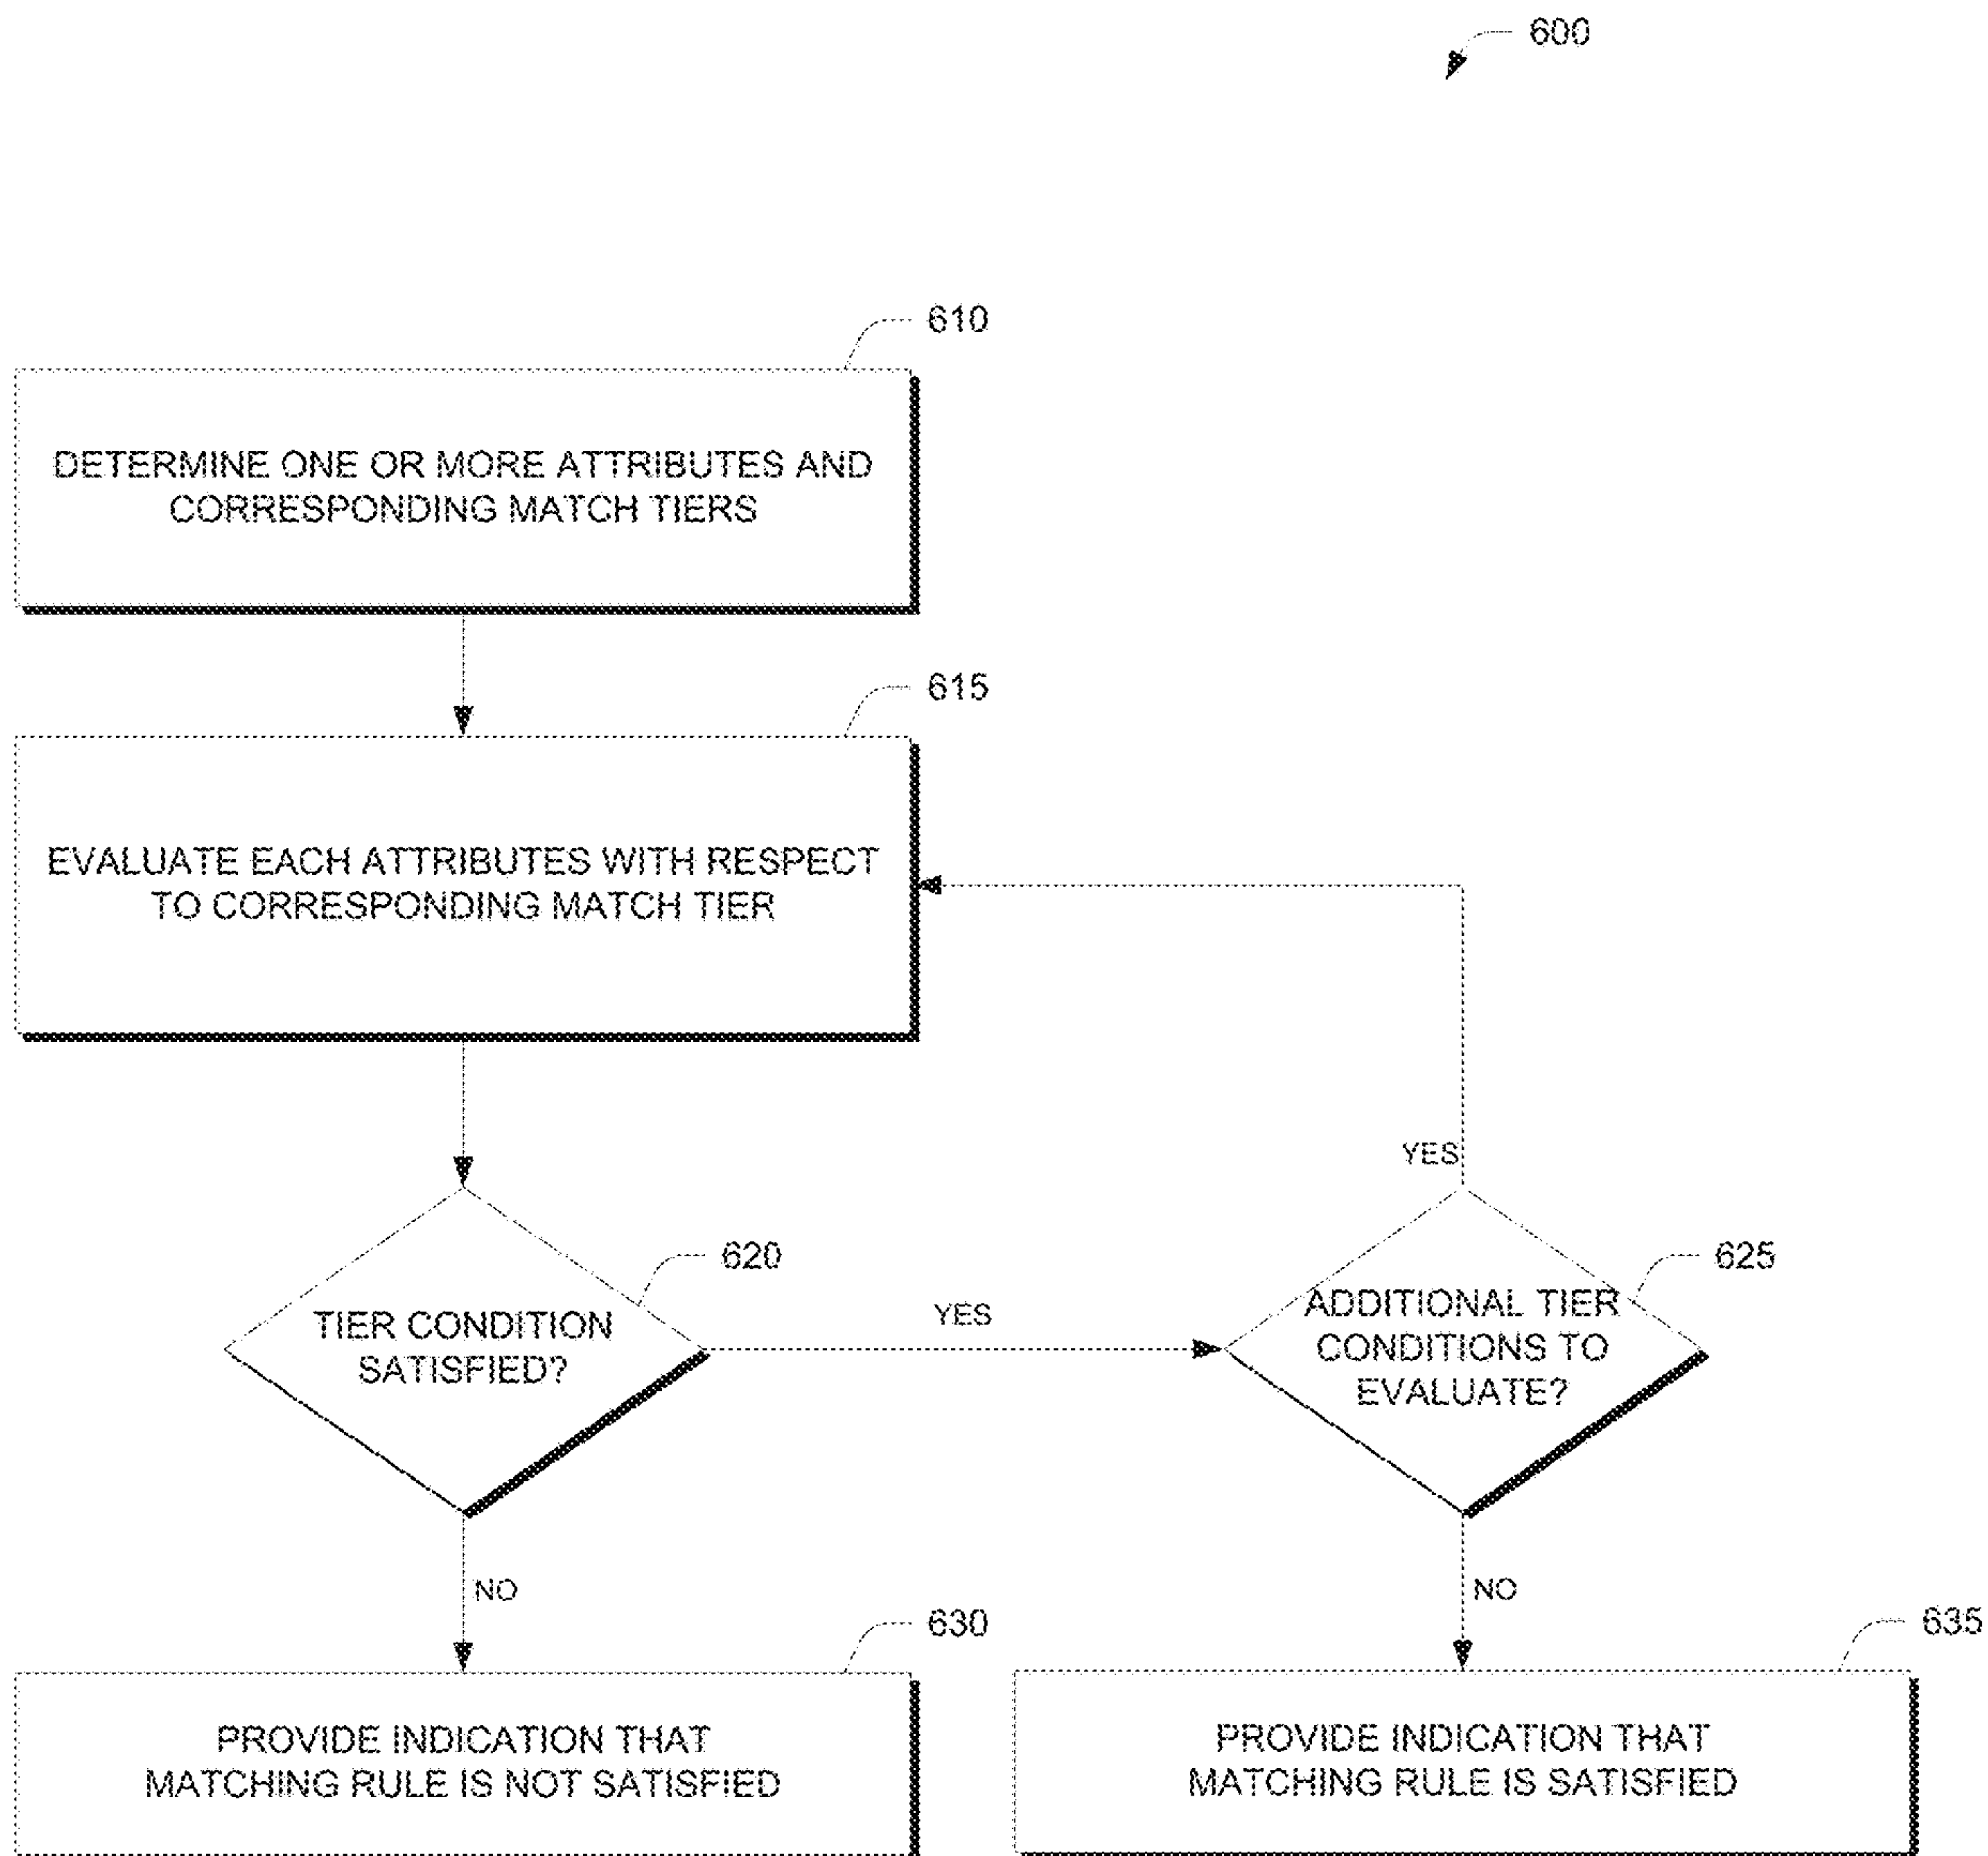 600
610
DETERMINE ONE OR MORE ATTRIBUTES AND
CORRESPONDING MATCH TIERS
615
EVALUATE EACH ATTRIBUTES WITH RESPECT
TO CORRESPONDING MATCH TIER
YES
620
625
TIER CONDITION
SATISFIED?
YES
ADDITIONAL TIER
CONDITIONS TO
EVALUATE?
NO
NO
630
635
PROVIDE INDICATION THAT
MATCHING RULE IS NOT SATISFIED
PROVIDE INDICATION THAT
MATCHING RULE IS SATISFIED